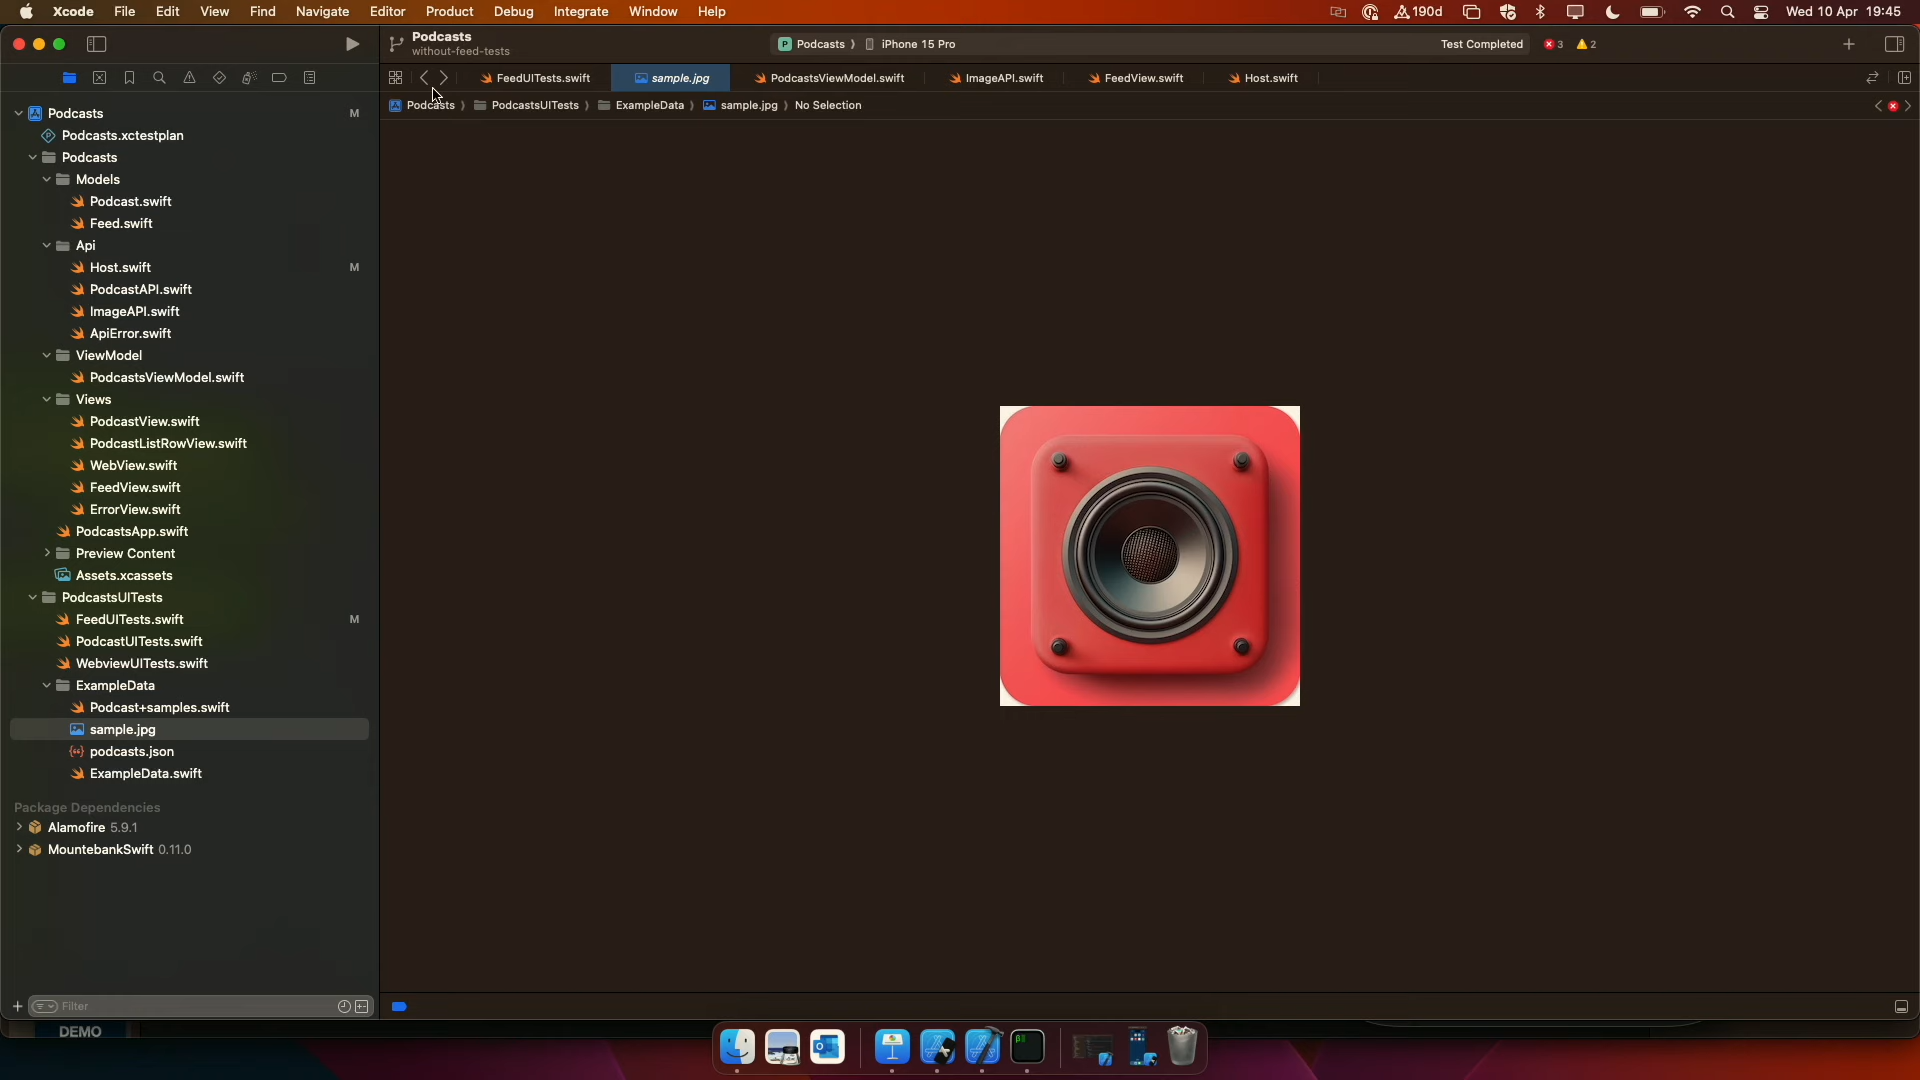 Xcode File Edit View Find Navigate Editor Product Debug Integrate Window Help 190d Wed 10 Apr 19:45
Podcasts
without-feed-tests
Podcasts iPhone 15 Pro Test Completed 3 2
FeedUITests.swift sample.jpg PodcastsViewModel.swift ImageAPI.swift FeedView.swift Host.swift
Podcasts PodcastsUITests ExampleData sample.jpg No Selection
Podcasts M
Podcasts.xctestplan
Podcasts
Models
Podcast.swift
Feed.swift
Api
Host.swift M
PodcastAPI.swift
ImageAPI.swift
ApiError.swift
ViewModel
PodcastsViewModel.swift
Views
PodcastView.swift
PodcastListRowView.swift
WebView.swift
FeedView.swift
ErrorView.swift
PodcastsApp.swift
Preview Content
Assets.xcassets
PodcastsUITests
FeedUITests.swift M
PodcastUITests.swift
WebviewUITests.swift
ExampleData
Podcast+samples.swift
sample.jpg
podcasts.json
ExampleData.swift
Package Dependencies
Alamofire 5.9.1
MountebankSwift 0.11.0
Filter
DEMO